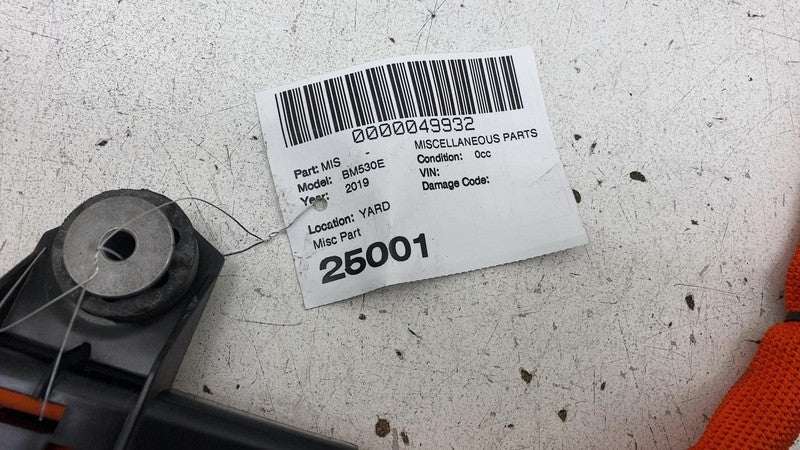 0000049932
Part: MIS - MISCELLANEOUS PARTS
Model: BM530E Condition: 0cc
Year: 2019 VIN:
Damage Code:
Location: YARD
Misc Part
25001